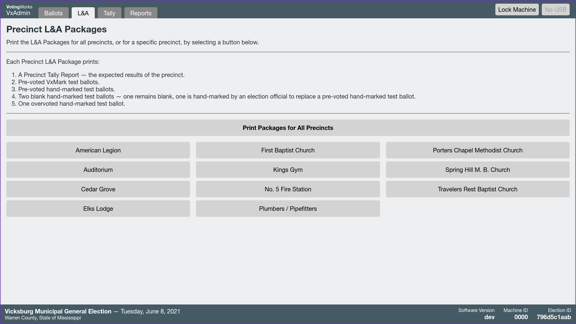 VotingWorks
VxAdmin
Ballots
L&A
Tally
Reports
Lock Machine
No USB
Precinct L&A Packages
Print the L&A Packages for all precincts, or for a specific precinct, by selecting a button below.
Each Precinct L&A Package prints:
1. A Precinct Tally Report — the expected results of the precinct.
2. Pre-voted VxMark test ballots.
3. Pre-voted hand-marked test ballots.
4. Two blank hand-marked test ballots — one remains blank, one is hand-marked by an election official to replace a pre-voted hand-marked test ballot.
5. One overvoted hand-marked test ballot.
Print Packages for All Precincts
American Legion
First Baptist Church
Porters Chapel Methodist Church
Auditorium
Kings Gym
Spring Hill M. B. Church
Cedar Grove
No. 5 Fire Station
Travelers Rest Baptist Church
Elks Lodge
Plumbers / Pipefitters
Vicksburg Municipal General Election — Tuesday, June 8, 2021
Warren County, State of Mississippi
Software Version
dev
Machine ID
0000
Election ID
796d5c1aab